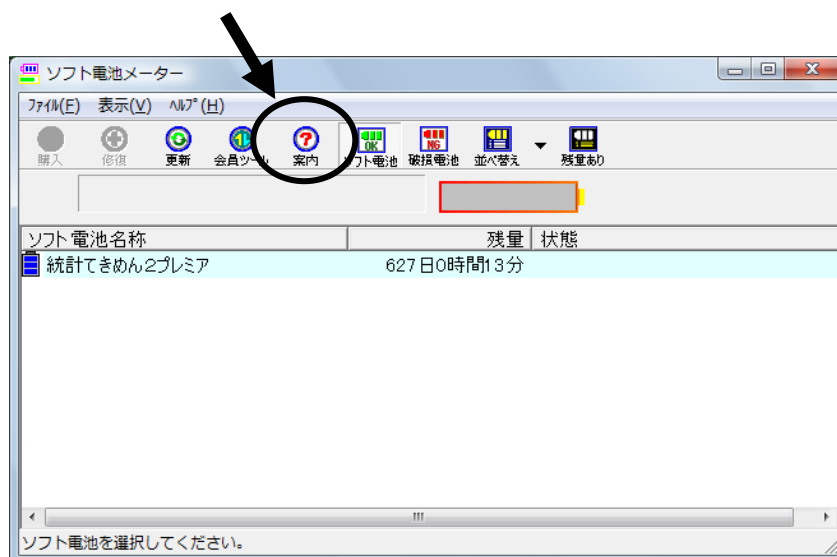 ソフト電池メーター
ﾌｧｲﾙ(F) 表示(V) ﾍﾙﾌﾟ(H)
OK NG
購入 修復 更新 会員ツール 案内 ソフト電池 破損電池 並べ替え 残量あり
ソフト電池名称 残量 状態
統計てきめん2プレミア 627日0時間13分
ソフト電池を選択してください。